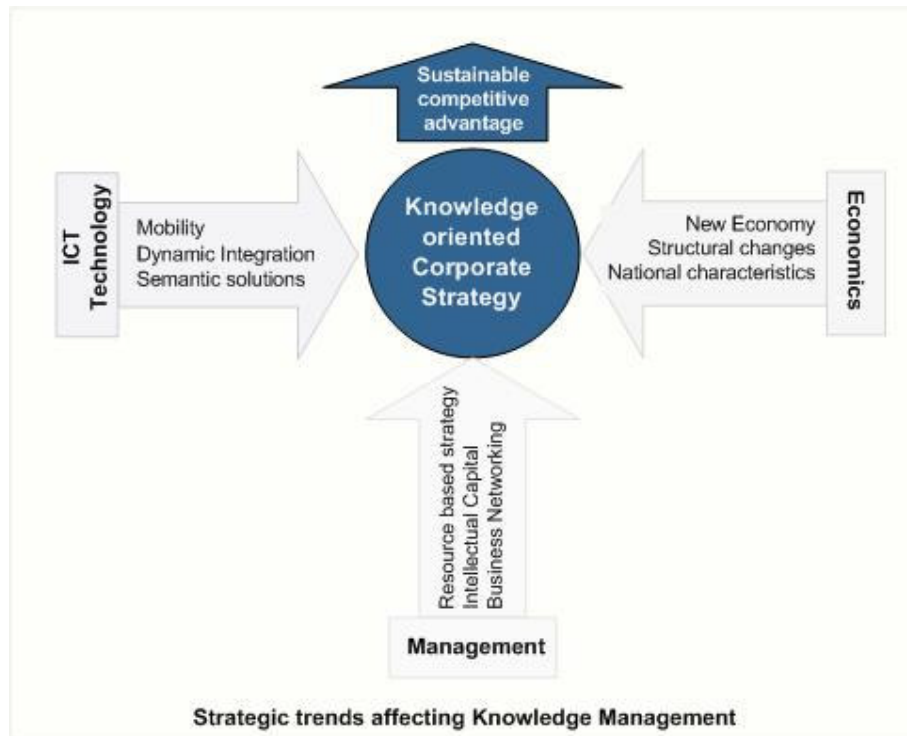 Sustainable
competitive
advantage
ICT
Technology
Mobility
Dynamic Integration
Semantic solutions
Knowledge
oriented
Corporate
Strategy
New Economy
Structural changes
National characteristics
Economics
Resource based strategy
Intellectual Capital
Business Networking
Management
Strategic trends affecting Knowledge Management